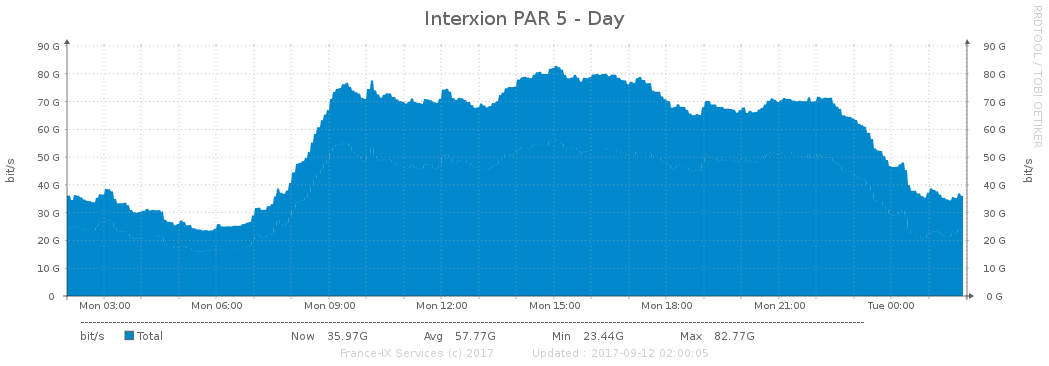 Interxion PAR 5 - Day
RRDTOOL / TOBI OETIKER
90 G 90 G
80 G 80 G
70 G 70 G
60 G 60 G
50 G 50 G
40 G 40 G
30 G 30 G
20 G 20 G
10 G 10 G
0 0 G
bit/s
bit/s
Mon 03:00 Mon 06:00 Mon 09:00 Mon 12:00 Mon 15:00 Mon 18:00 Mon 21:00 Tue 00:00
bit/s Total Now 35.97G Avg 57.77G Min 23.44G Max 82.77G
France-IX Services (c) 2017 Updated : 2017-09-12 02:00:05